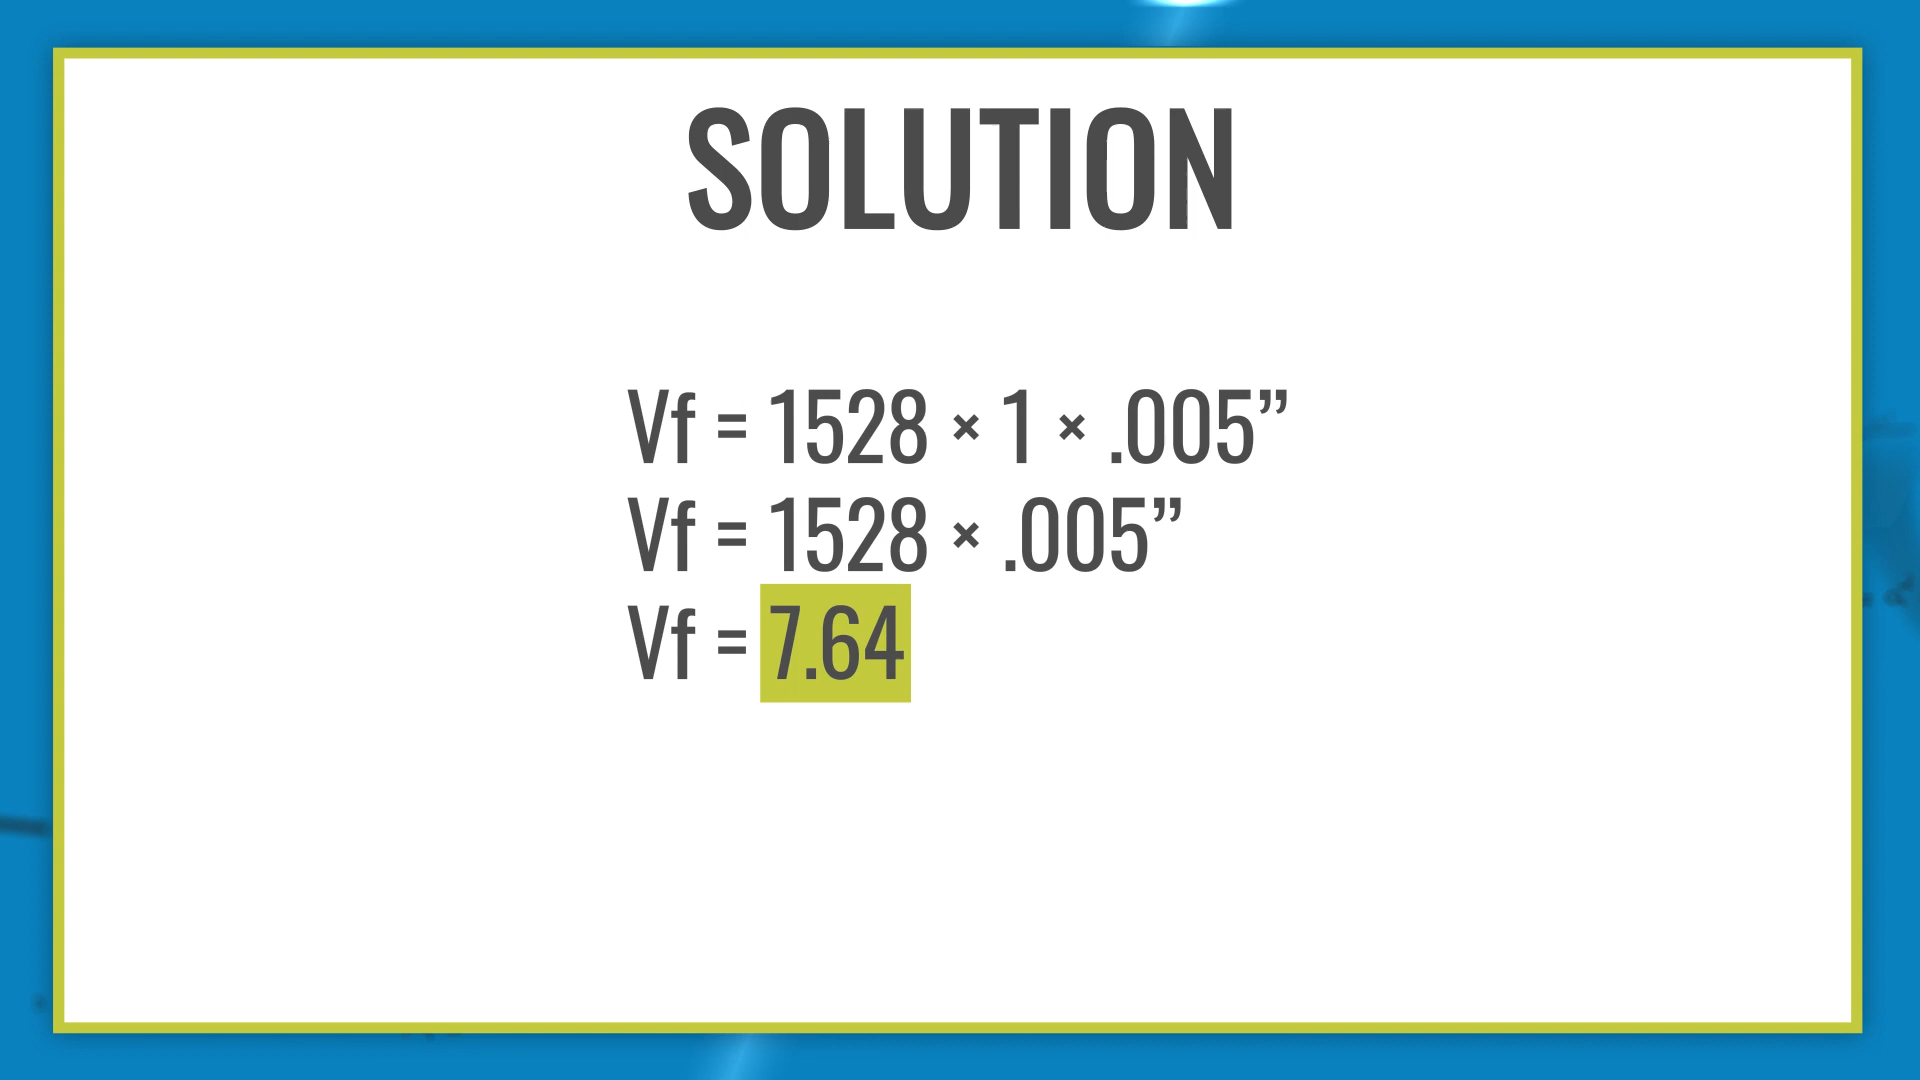 SOLUTION
Vf = 1528 × 1 × .005”
Vf = 1528 × .005”
Vf = 7.64